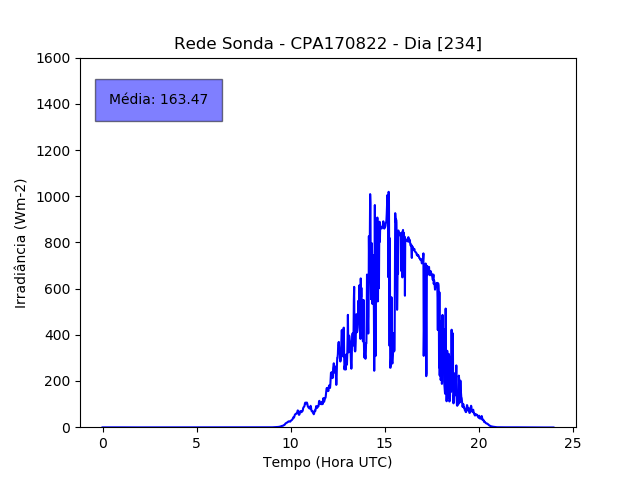 Rede Sonda - CPA170822 - Dia [234]
1600
1400
1200
1000
800
600
400
200
0
Média: 163.47
Irradiância (Wm-2)
0 5 10 15 20 25
Tempo (Hora UTC)